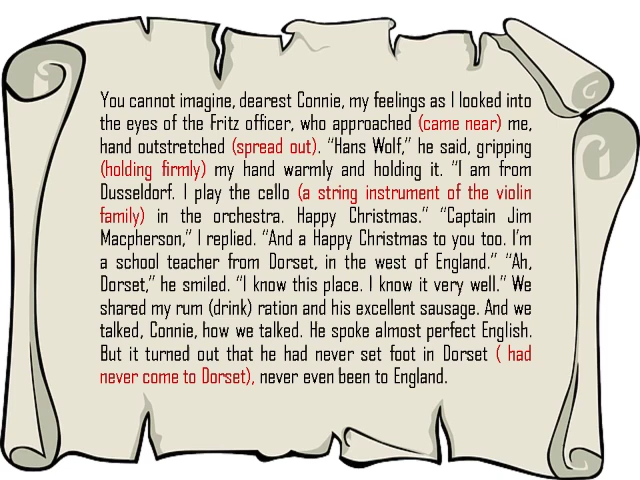 You cannot imagine, dearest Connie, my feelings as I looked into
the eyes of the Fritz officer, who approached (came near) me,
hand outstretched (spread out). “Hans Wolf,” he said, gripping
(holding firmly) my hand warmly and holding it. “I am from
Dusseldorf. I play the cello (a string instrument of the violin
family) in the orchestra. Happy Christmas.” “Captain Jim
Macpherson,” I replied. “And a Happy Christmas to you too. I’m
a school teacher from Dorset, in the west of England.” “Ah,
Dorset,” he smiled. “I know this place. I know it very well.” We
shared my rum (drink) ration and his excellent sausage. And we
talked, Connie, how we talked. He spoke almost perfect English.
But it turned out that he had never set foot in Dorset ( had
never come to Dorset), never even been to England.